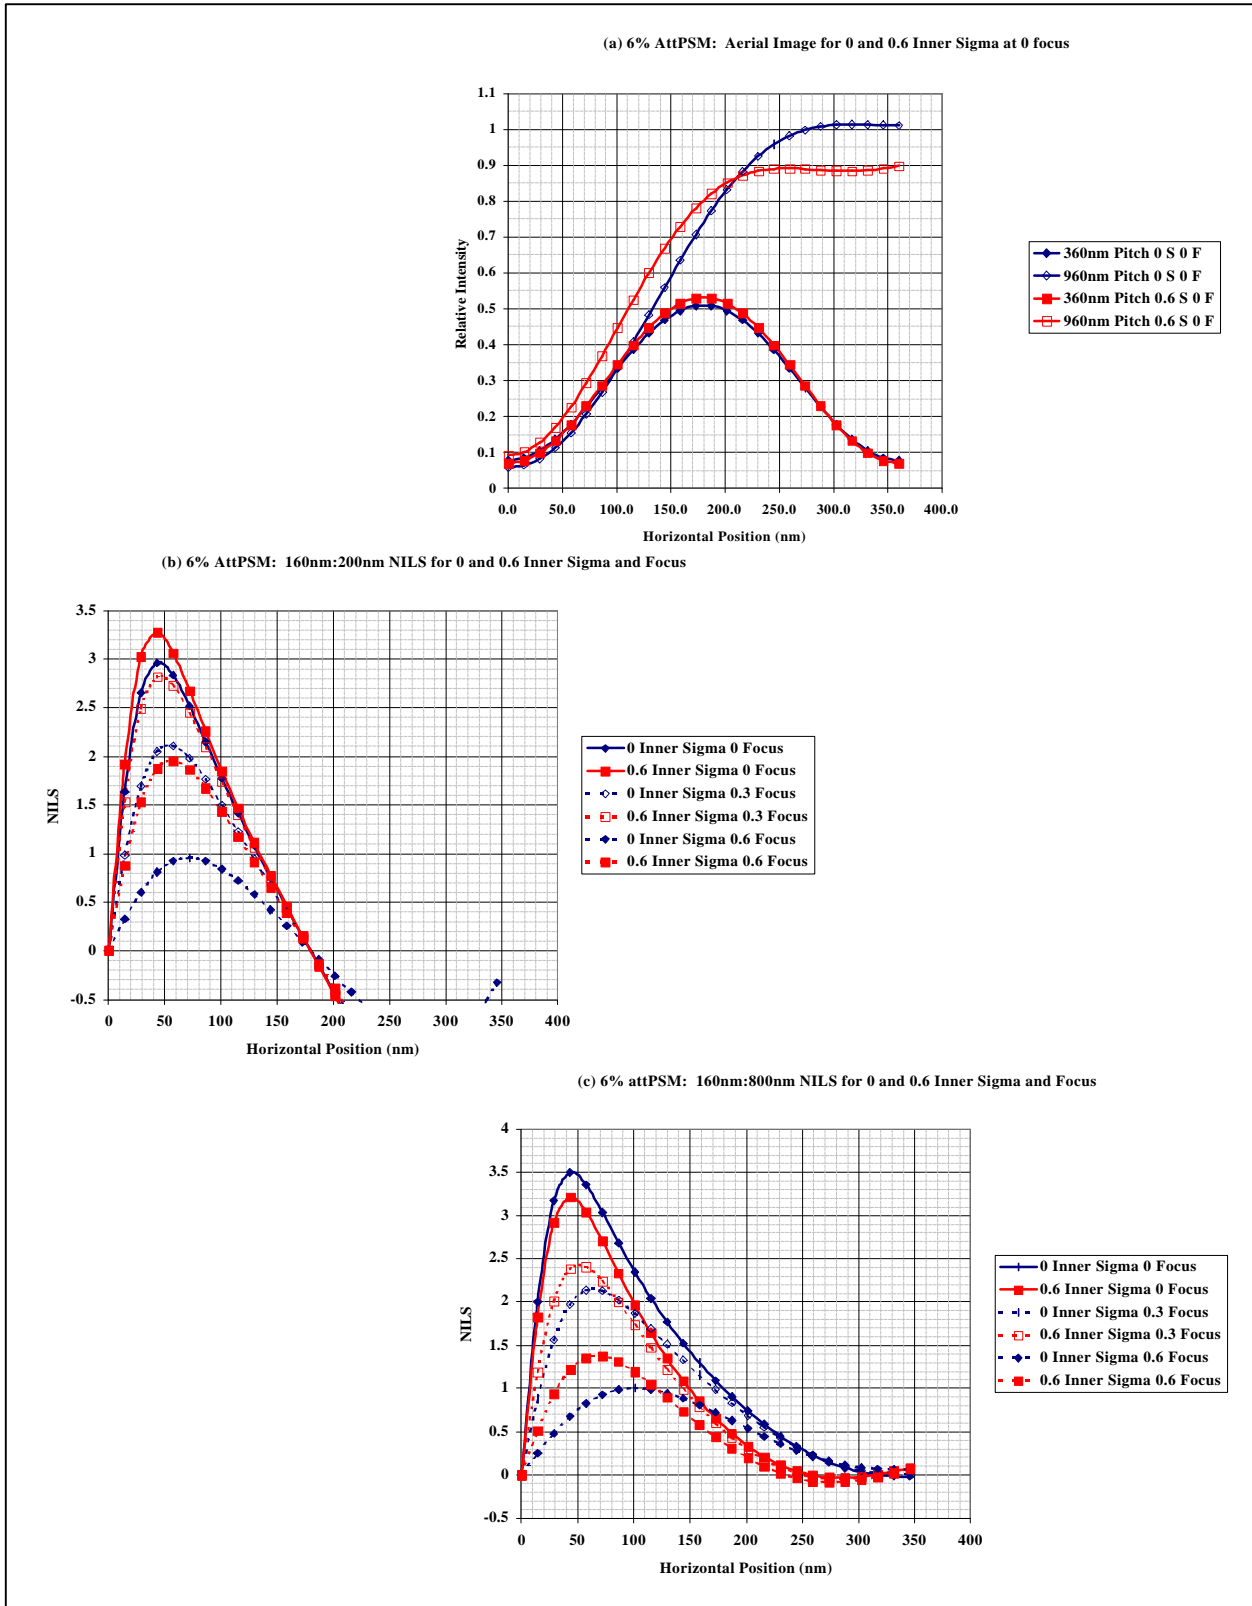 (a) 6% AttPSM: Aerial Image for 0 and 0.6 Inner Sigma at 0 focus
1.1
1
0.9
0.8
0.7
0.6
0.5
0.4
0.3
0.2
0.1
0
Relative Intensity
0.0
50.0
100.0
150.0
200.0
250.0
300.0
350.0
400.0
Horizontal Position (nm)
360nm Pitch 0 S 0 F
960nm Pitch 0 S 0 F
360nm Pitch 0.6 S 0 F
960nm Pitch 0.6 S 0 F
(b) 6% AttPSM: 160nm:200nm NILS for 0 and 0.6 Inner Sigma and Focus
3.5
3
2.5
2
1.5
1
0.5
0
-0.5
NILS
0
50
100
150
200
250
300
350
400
Horizontal Position (nm)
0 Inner Sigma 0 Focus
0.6 Inner Sigma 0 Focus
0 Inner Sigma 0.3 Focus
0.6 Inner Sigma 0.3 Focus
0 Inner Sigma 0.6 Focus
0.6 Inner Sigma 0.6 Focus
(c) 6% attPSM: 160nm:800nm NILS for 0 and 0.6 Inner Sigma and Focus
4
3.5
3
2.5
2
1.5
1
0.5
0
-0.5
NILS
0
50
100
150
200
250
300
350
400
Horizontal Position (nm)
0 Inner Sigma 0 Focus
0.6 Inner Sigma 0 Focus
0 Inner Sigma 0.3 Focus
0.6 Inner Sigma 0.3 Focus
0 Inner Sigma 0.6 Focus
0.6 Inner Sigma 0.6 Focus